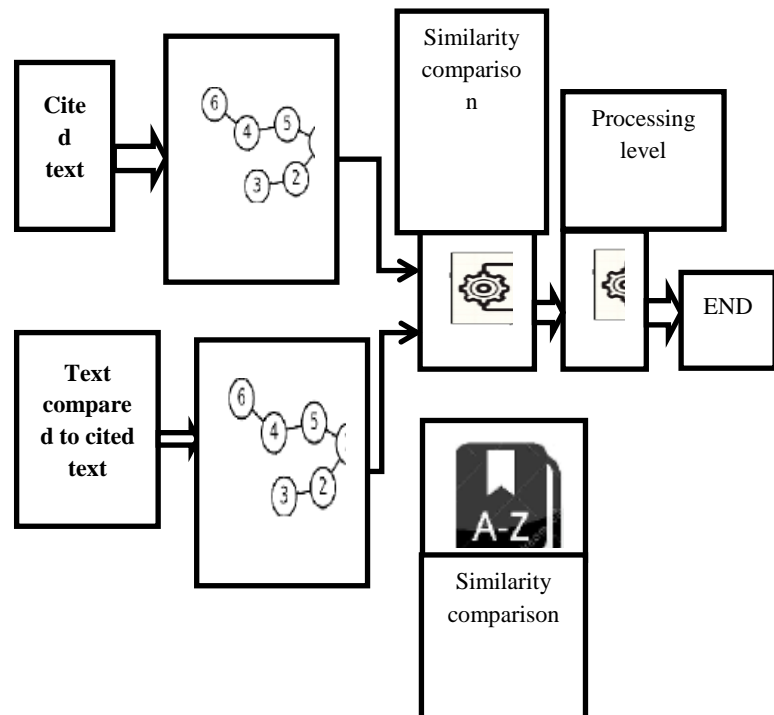 Cite
d
text
6
4
5
3
2
Similarity
compariso
n
Processing
level
END
Text
compare
d to cited
text
6
4
5
3
2
A-Z
Similarity
comparison